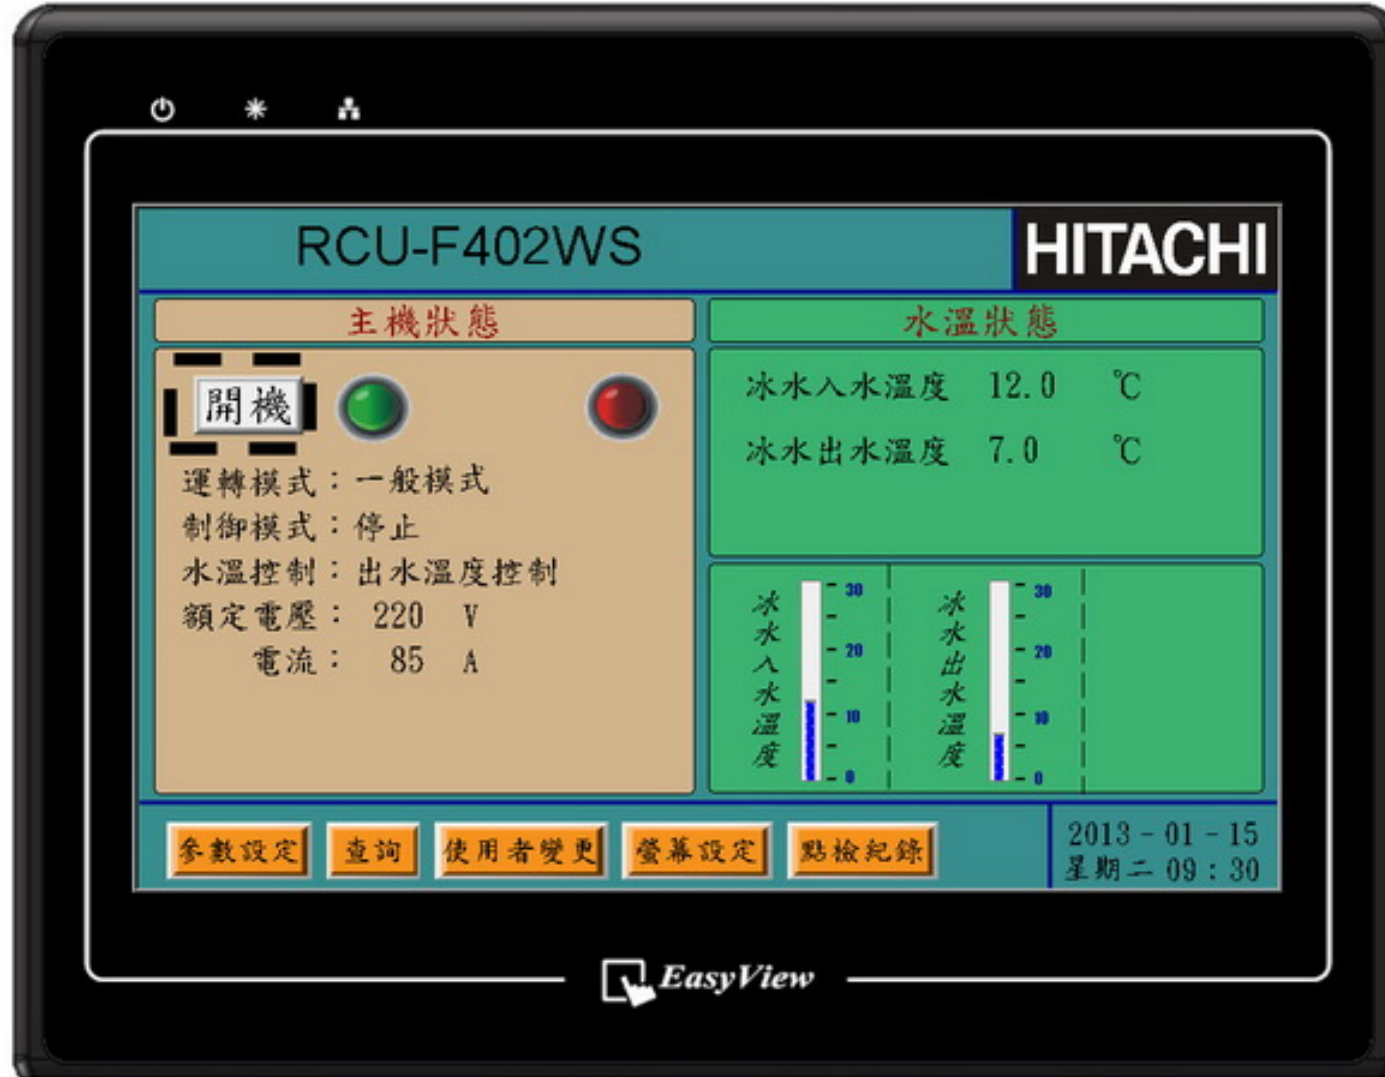 RCU-F402WS
HITACHI
主機狀態
開機
運轉模式：一般模式
制御模式：停止
水溫控制：出水溫度控制
額定電壓： 220 V
電流： 85 A
水溫狀態
冰水入水溫度 12.0 ℃
冰水出水溫度 7.0 ℃
冰水入水溫度
30
20
10
0
冰水出水溫度
30
20
10
0
參數設定
查詢
使用者變更
螢幕設定
點檢紀錄
2013 - 01 - 15
星期二 09 : 30
EasyView